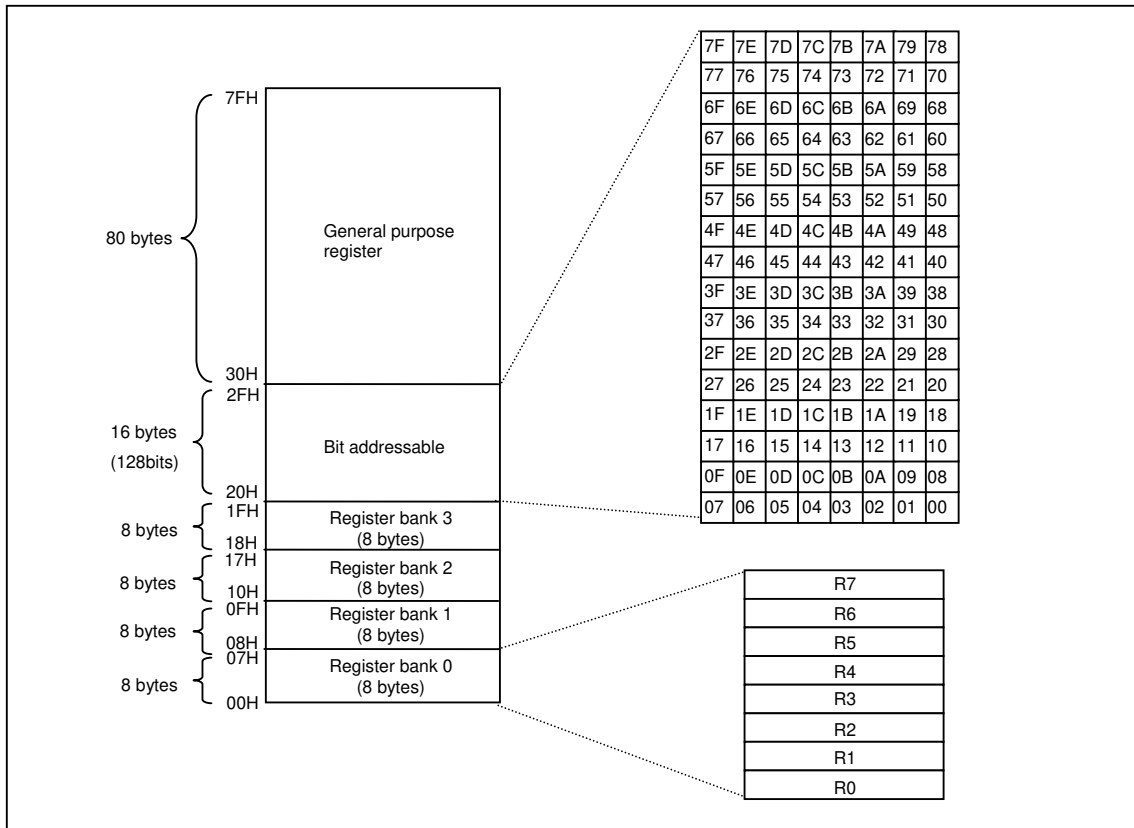 7FH
80 bytes
General purpose
register
30H
2FH
16 bytes
(128bits)
Bit addressable
20H
1FH
8 bytes
Register bank 3
(8 bytes)
18H
17H
8 bytes
Register bank 2
(8 bytes)
10H
0FH
8 bytes
Register bank 1
(8 bytes)
08H
07H
8 bytes
Register bank 0
(8 bytes)
00H
7F 7E 7D 7C 7B 7A 79 78
77 76 75 74 73 72 71 70
6F 6E 6D 6C 6B 6A 69 68
67 66 65 64 63 62 61 60
5F 5E 5D 5C 5B 5A 59 58
57 56 55 54 53 52 51 50
4F 4E 4D 4C 4B 4A 49 48
47 46 45 44 43 42 41 40
3F 3E 3D 3C 3B 3A 39 38
37 36 35 34 33 32 31 30
2F 2E 2D 2C 2B 2A 29 28
27 26 25 24 23 22 21 20
1F 1E 1D 1C 1B 1A 19 18
17 16 15 14 13 12 11 10
0F 0E 0D 0C 0B 0A 09 08
07 06 05 04 03 02 01 00
R7
R6
R5
R4
R3
R2
R1
R0